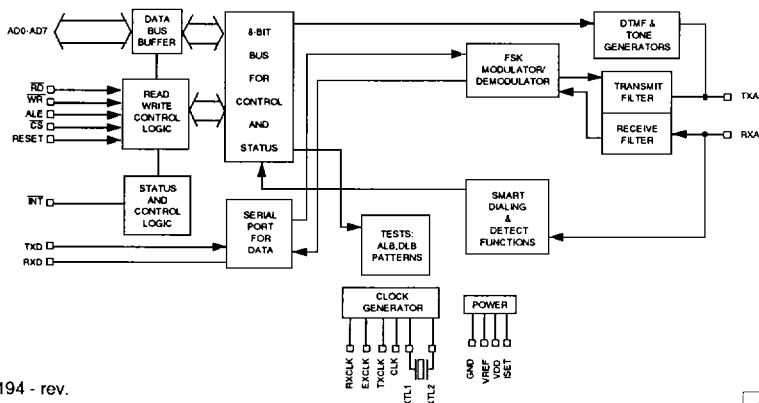 AD0-AD7
DATA
BUS
BUFFER
8-BIT
BUS
FOR
CONTROL
AND
STATUS
DTMF &
TONE
GENERATORS
FSK
MODULATOR/
DEMODULATOR
TRANSMIT
FILTER
RECEIVE
FILTER
TXA
RXA
RD
WR
ALE
CS
RESET
READ
WRITE
CONTROL
LOGIC
INT
STATUS
AND
CONTROL
LOGIC
TXD
RXD
SERIAL
PORT
FOR
DATA
TESTS:
ALB,DLB
PATTERNS
SMART
DIALING
&
DETECT
FUNCTIONS
CLOCK
GENERATOR
RXCLK
EXCLK
TXCLK
CLK
XTL1
XTL2
POWER
GND
VREF
VDD
ISET
194 - rev.